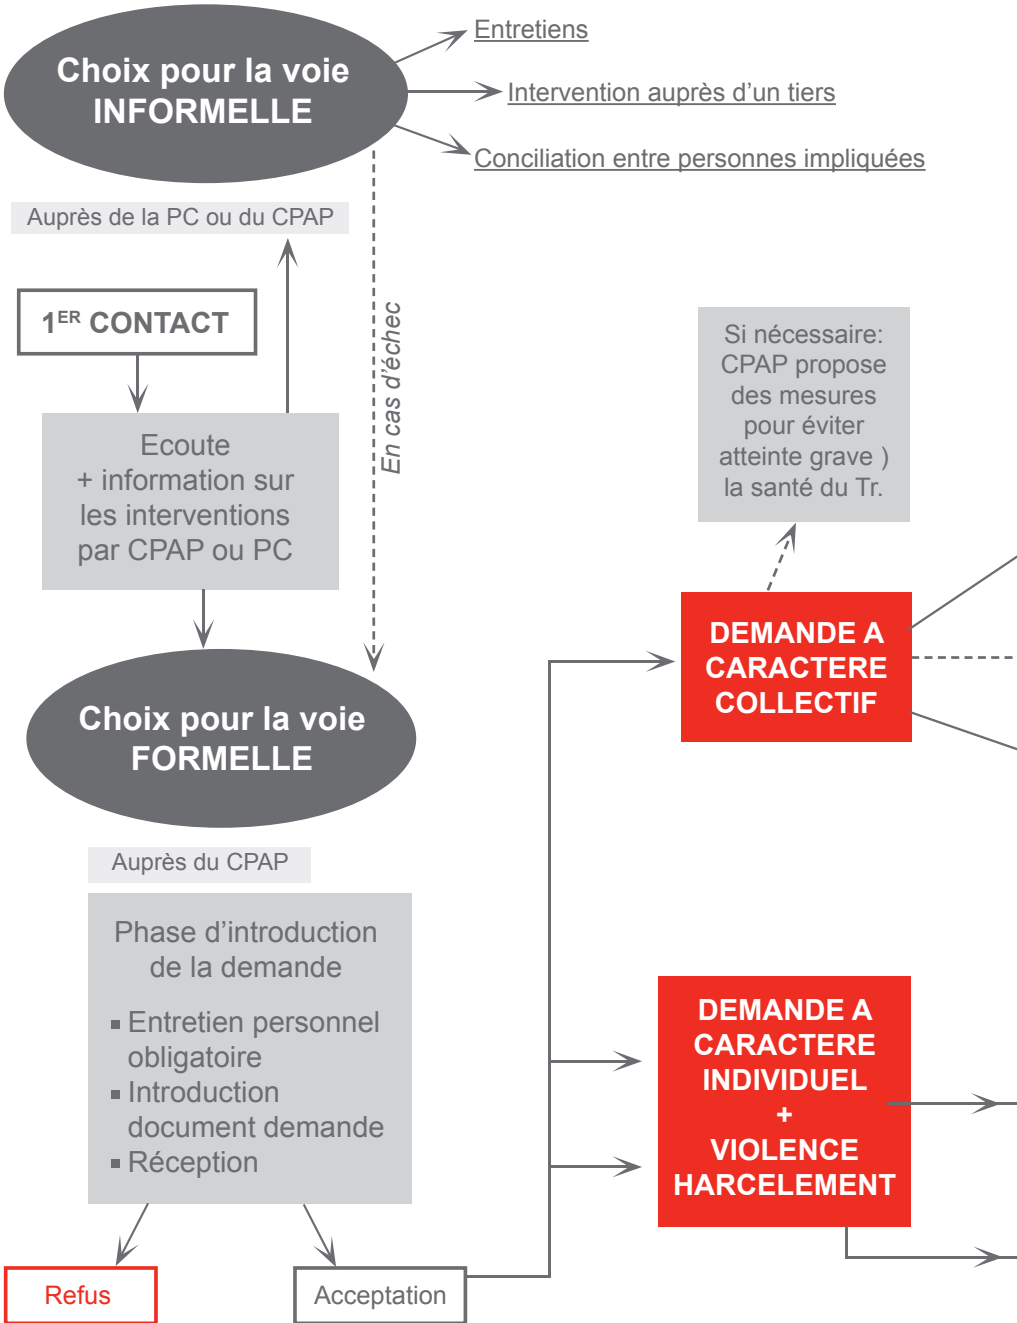 Choix pour la voie
INFORMELLE
Entretiens
Intervention auprès d’un tiers
Conciliation entre personnes impliquées
Auprès de la PC ou du CPAP
1ER CONTACT
Ecoute
+ information sur
les interventions
par CPAP ou PC
En cas d’échec
Choix pour la voie
FORMELLE
Auprès du CPAP
Phase d’introduction
de la demande
▪ Entretien personnel
obligatoire
▪ Introduction
document demande
▪ Réception
Refus
Acceptation
Si nécessaire:
CPAP propose
des mesures
pour éviter
atteinte grave )
la santé du Tr.
DEMANDE A
CARACTERE
COLLECTIF
DEMANDE A
CARACTERE
INDIVIDUEL
+
VIOLENCE
HARCELEMENT